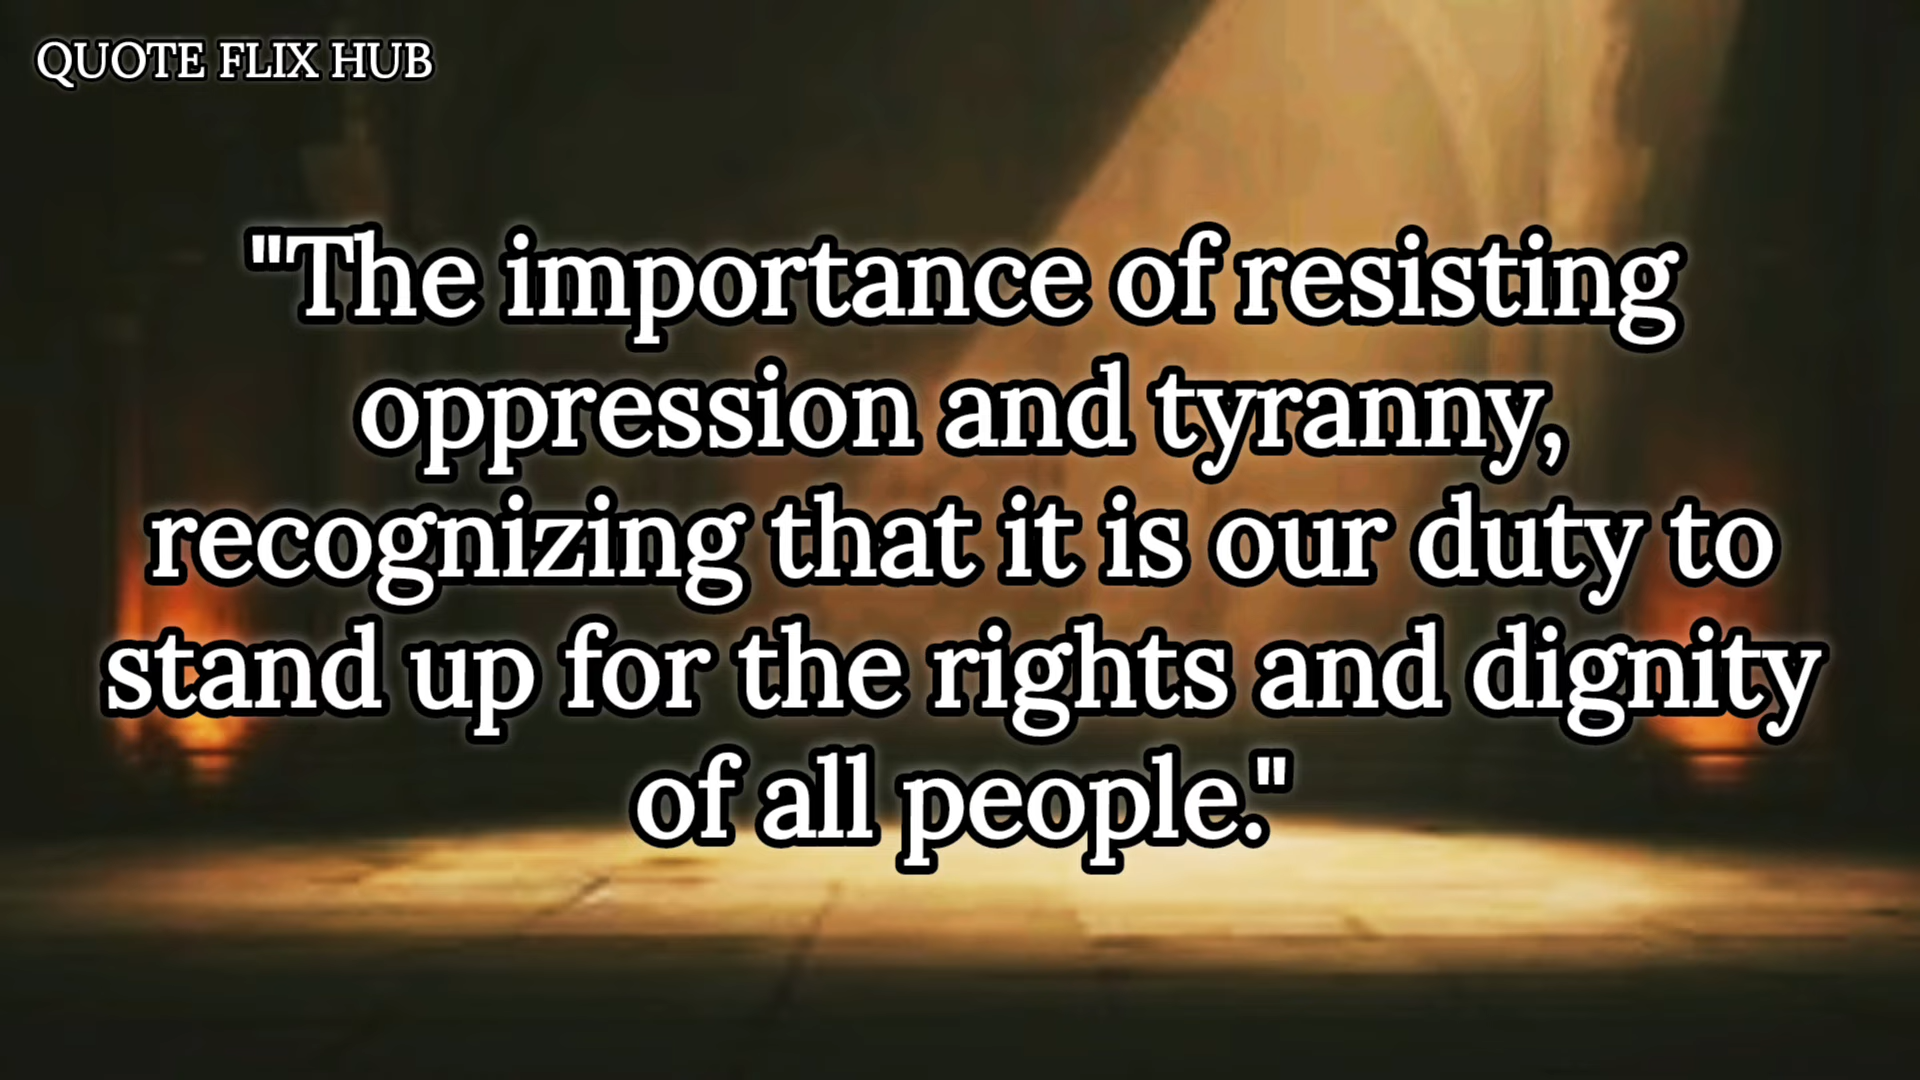 QUOTE FLIX HUB
"The importance of resisting
oppression and tyranny,
recognizing that it is our duty to
stand up for the rights and dignity
of all people."